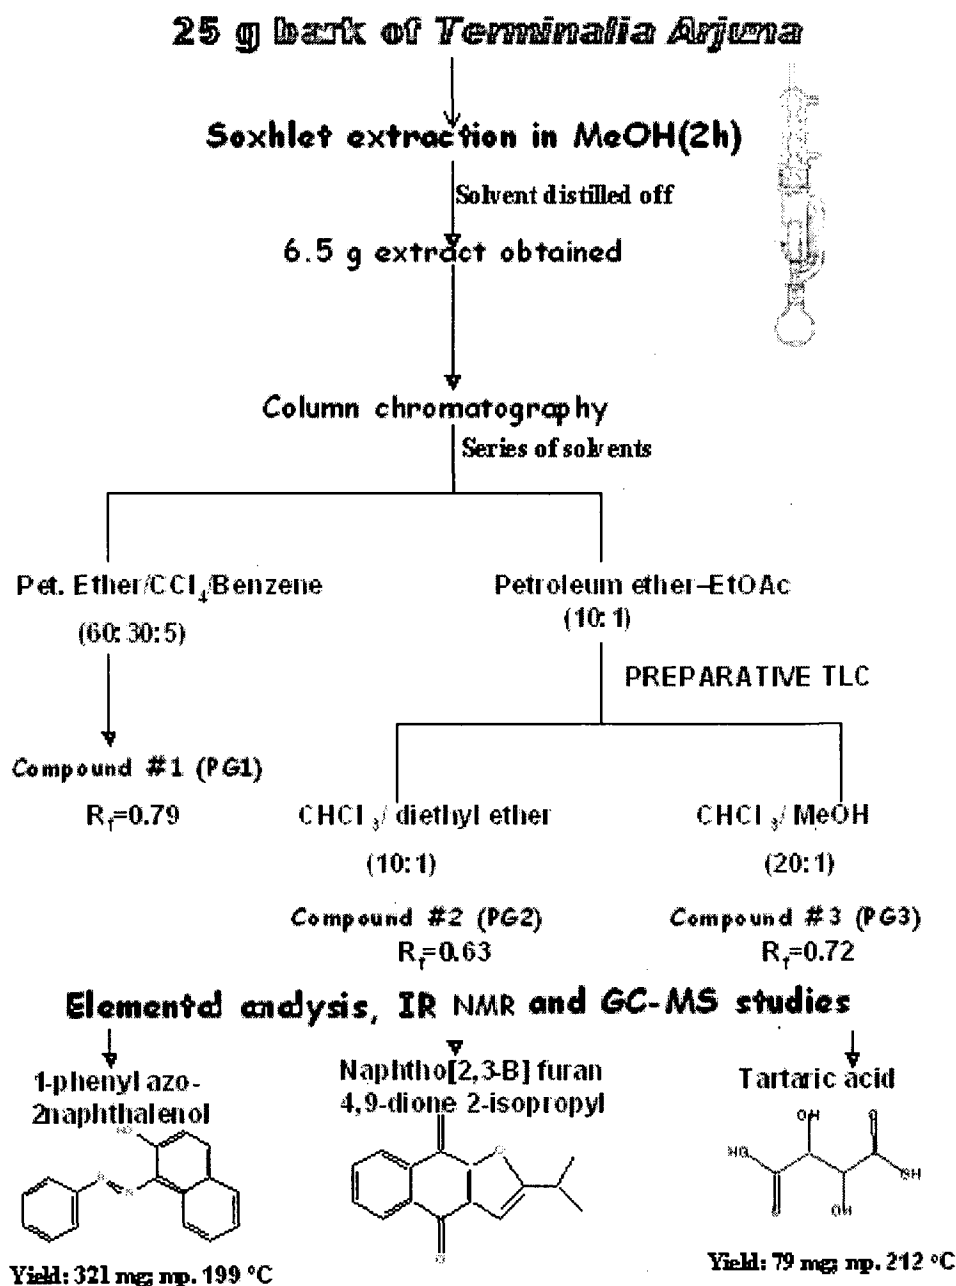 25 g bark of Terminalia Arjuna
Soxhlet extraction in MeOH(2h)
Solvent distilled off
6.5 g extract obtained
Column chromatography
Series of solvents
Pet. Ether/CCl4/Benzene
(60:30:5)
Petroleum ether–EtOAc
(10:1)
PREPARATIVE TLC
Compound #1 (PG1)
Rf=0.79
CHCl3/ diethyl ether
(10:1)
CHCl3/ MeOH
(20:1)
Compound #2 (PG2)
Rf=0.63
Compound #3 (PG3)
Rf=0.72
Elemental analysis, IR NMR and GC-MS studies
1-phenyl azo-
2naphthalenol
Naphtho[2,3-B] furan
4,9-dione 2-isopropyl
Tartaric acid
HO
N
OH
O
HO
OH
OH
Yield: 321 mg; mp. 199 °C
Yield: 79 mg; mp. 212 °C